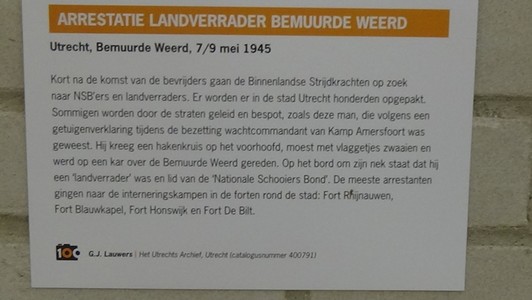 ARRESTATIE LANDVERRADER BEMUURDE WEERD
Utrecht, Bemuurde Weerd, 7/9 mei 1945
Kort na de komst van de bevrijders gaan de Binnenlandse Strijdkrachten op zoek
naar NSB'ers en landverraders. Er worden er in de stad Utrecht honderden opgepakt.
Sommigen worden door de straten geleid en bespot, zoals deze man, die volgens een
getuigenverklaring tijdens de bezetting wachtcommandant van Kamp Amersfoort was
geweest. Hij kreeg een hakenkruis op het voorhoofd, moest met vlaggetjes zwaaien en
werd op een kar over de Bemuurde Weerd gereden. Op het bord om zijn nek staat dat hij
een 'landverrader' was en lid van de 'Nationale Schooiers Bond'. De meeste arrestanten
gingen naar de interneringskampen in de forten rond de stad: Fort Rhijnauwen,
Fort Blauwkapel, Fort Honswijk en Fort De Bilt.
100 G.J. Lauwers | Het Utrechts Archief, Utrecht (catalogusnummer 400791)